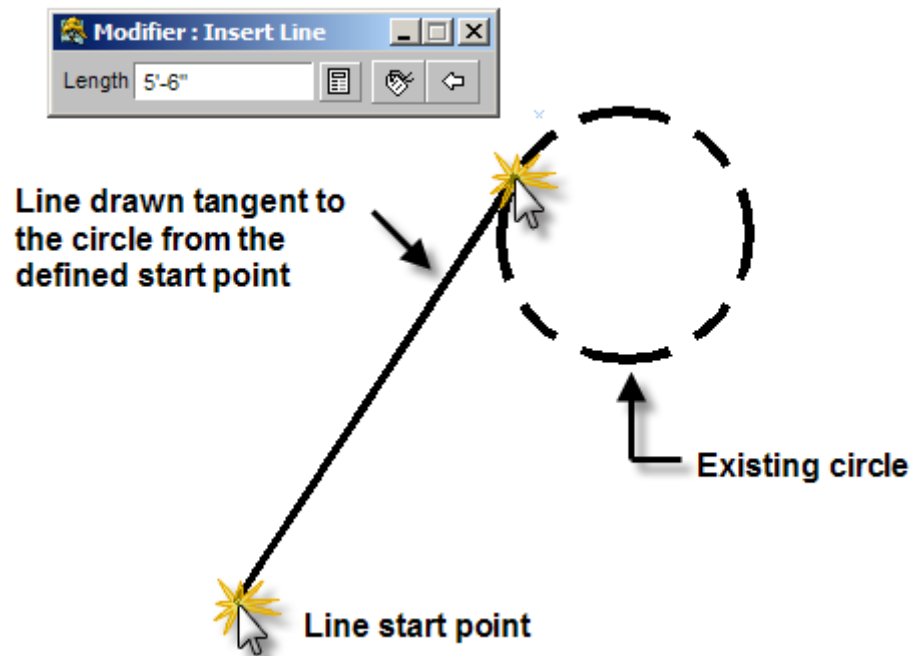 Modifier : Insert Line
Length 5'-6"
Line drawn tangent to
the circle from the
defined start point
Existing circle
Line start point